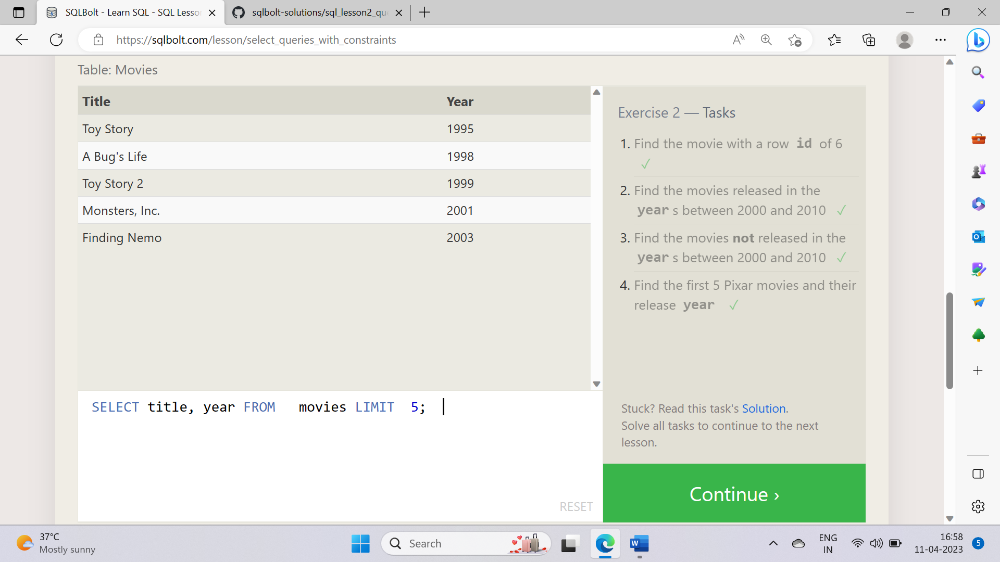 SQLBolt - Learn SQL - SQL Lesso
sqlbolt-solutions/sql_lesson2_qu
https://sqlbolt.com/lesson/select_queries_with_constraints
Table: Movies
Title Year
Toy Story 1995
A Bug's Life 1998
Toy Story 2 1999
Monsters, Inc. 2001
Finding Nemo 2003
SELECT title, year FROM movies LIMIT 5;
RESET
Exercise 2 — Tasks
1. Find the movie with a row id of 6
✓
2. Find the movies released in the
year s between 2000 and 2010 ✓
3. Find the movies not released in the
year s between 2000 and 2010 ✓
4. Find the first 5 Pixar movies and their
release year ✓
Stuck? Read this task's Solution.
Solve all tasks to continue to the next
lesson.
Continue ›
37°C
Mostly sunny
Search
ENG
IN
16:58
11-04-2023
5